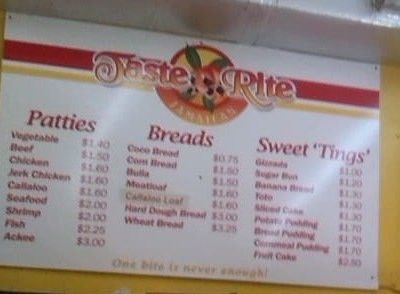 Taste Rite
JAMAICAN
Patties
Vegetable $1.40
Beef $1.50
Chicken $1.60
Jerk Chicken $1.60
Callaloo $1.60
Seafood $2.00
Shrimp $2.00
Fish $2.25
Ackee $3.00
Breads
Coco Bread $0.75
Corn Bread $1.50
Bulla $1.50
Meatloaf $1.60
Callaloo Loaf
Hard Dough Bread $3.00
Wheat Bread $3.25
Sweet 'Tings'
Gizzada $1.00
Sugar Bun $1.20
Banana Bread $1.30
Toto $1.30
Sliced Cake $1.30
Potato Pudding $1.70
Bread Pudding $1.70
Cornmeal Pudding $1.70
Fruit Cake $2.50
One bite is never enough!